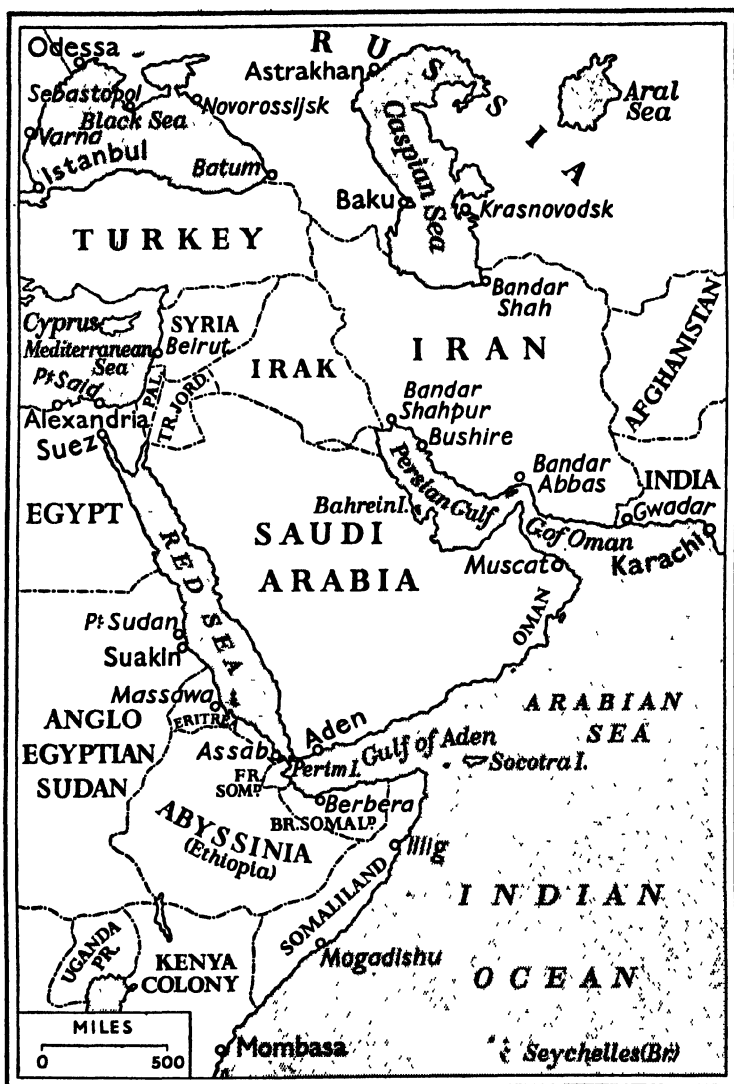 Odessa
RUSSIA
Astrakhan
Aral
Sea
Sebastopol
Novorossijsk
Black Sea
Varna
Istanbul
Caspian Sea
Batum
Baku
Krasnovodsk
TURKEY
Bandar
Shah
Cyprus
SYRIA
Mediterranean
Sea
Beirut
IRAN
AFGHANISTAN
IRAK
Pt. Said
PAL.
TR. JORD.
Bandar
Shahpur
Alexandria
Suez
Bushire
Persian Gulf
Bandar
Abbas
INDIA
Gwadar
EGYPT
Bahrein I.
G. of Oman
Karachi
SAUDI
ARABIA
RED SEA
Muscat
OMAN
Pt. Sudan
Suakin
Massawa
ERITREA
ARABIAN
SEA
ANGLO
EGYPTIAN
SUDAN
Aden
Assab
Perim I.
Gulf of Aden
Socotra I.
FR.
SOMD.
Berbera
BR. SOMALD.
ABYSSINIA
(Ethiopia)
Illig
SOMALILAND
INDIAN
OCEAN
UGANDA
PR.
KENYA
COLONY
Mogadishu
MILES
0 500
Mombasa
Seychelles (Br.)